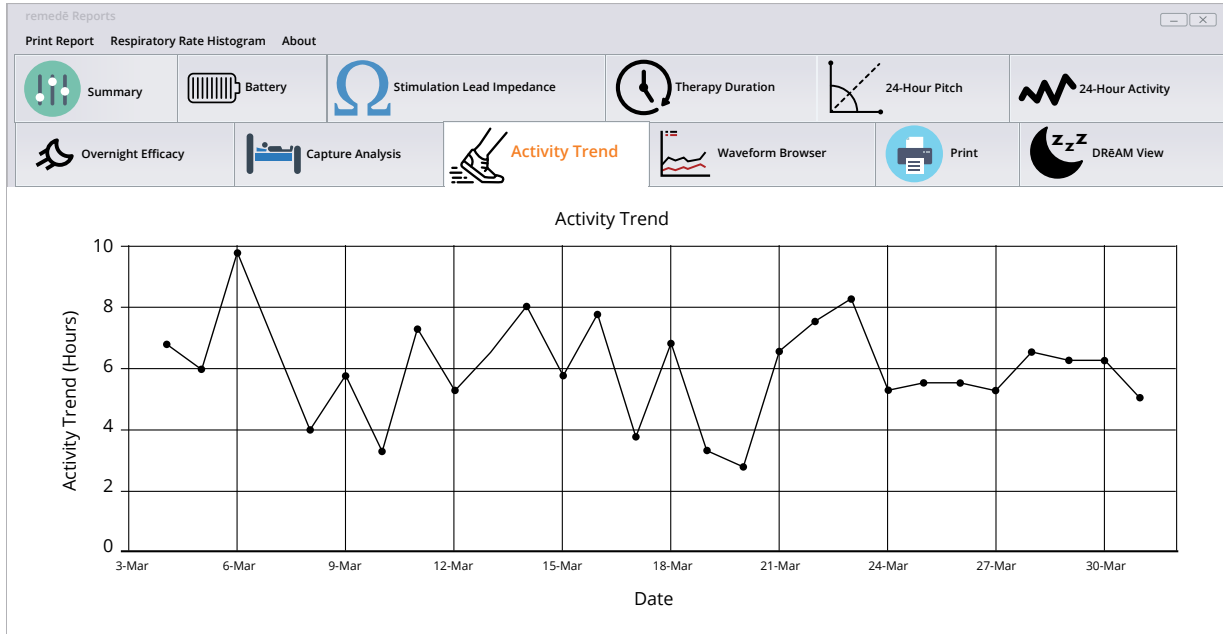 remedē Reports
Print Report Respiratory Rate Histogram About
Summary Battery Ω Stimulation Lead Impedance Therapy Duration 24-Hour Pitch 24-Hour Activity
Overnight Efficacy Capture Analysis Activity Trend Waveform Browser Print zzZ DRēAM View
Activity Trend
Activity Trend (Hours)
10
8
6
4
2
0
3-Mar 6-Mar 9-Mar 12-Mar 15-Mar 18-Mar 21-Mar 24-Mar 27-Mar 30-Mar
Date